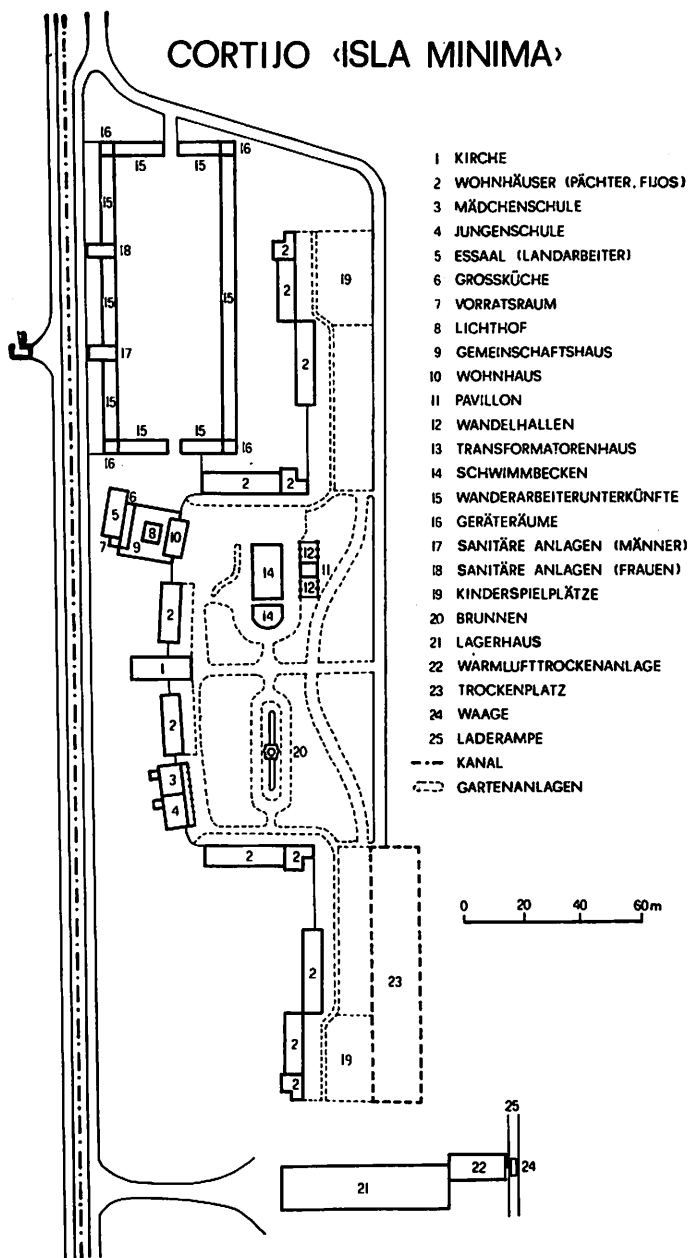 CORTIJO ‹ISLA MINIMA›
1 KIRCHE
2 WOHNHÄUSER (PÄCHTER, FIJOS)
3 MÄDCHENSCHULE
4 JUNGENSCHULE
5 ESSAAL (LANDARBEITER)
6 GROSSKÜCHE
7 VORRATSRAUM
8 LICHTHOF
9 GEMEINSCHAFTSHAUS
10 WOHNHAUS
11 PAVILLON
12 WANDELHALLEN
13 TRANSFORMATORENHAUS
14 SCHWIMMBECKEN
15 WANDERARBEITERUNTERKÜNFTE
16 GERÄTERÄUME
17 SANITÄRE ANLAGEN (MÄNNER)
18 SANITÄRE ANLAGEN (FRAUEN)
19 KINDERSPIELPLÄTZE
20 BRUNNEN
21 LAGERHAUS
22 WARMLUFTTROCKENANLAGE
23 TROCKENPLATZ
24 WAAGE
25 LADERAMPE
KANAL
GARTENANLAGEN
0 20 40 60 m
16 16
15 15
15
18
2
19
2
15 15
17
2
15
15 15
16 16
2 2
6
5
8 10
7 9
12
14 11
12
14
2
1
2
20
3
4
2 2
2
23
2
19
2
25
22 24
21